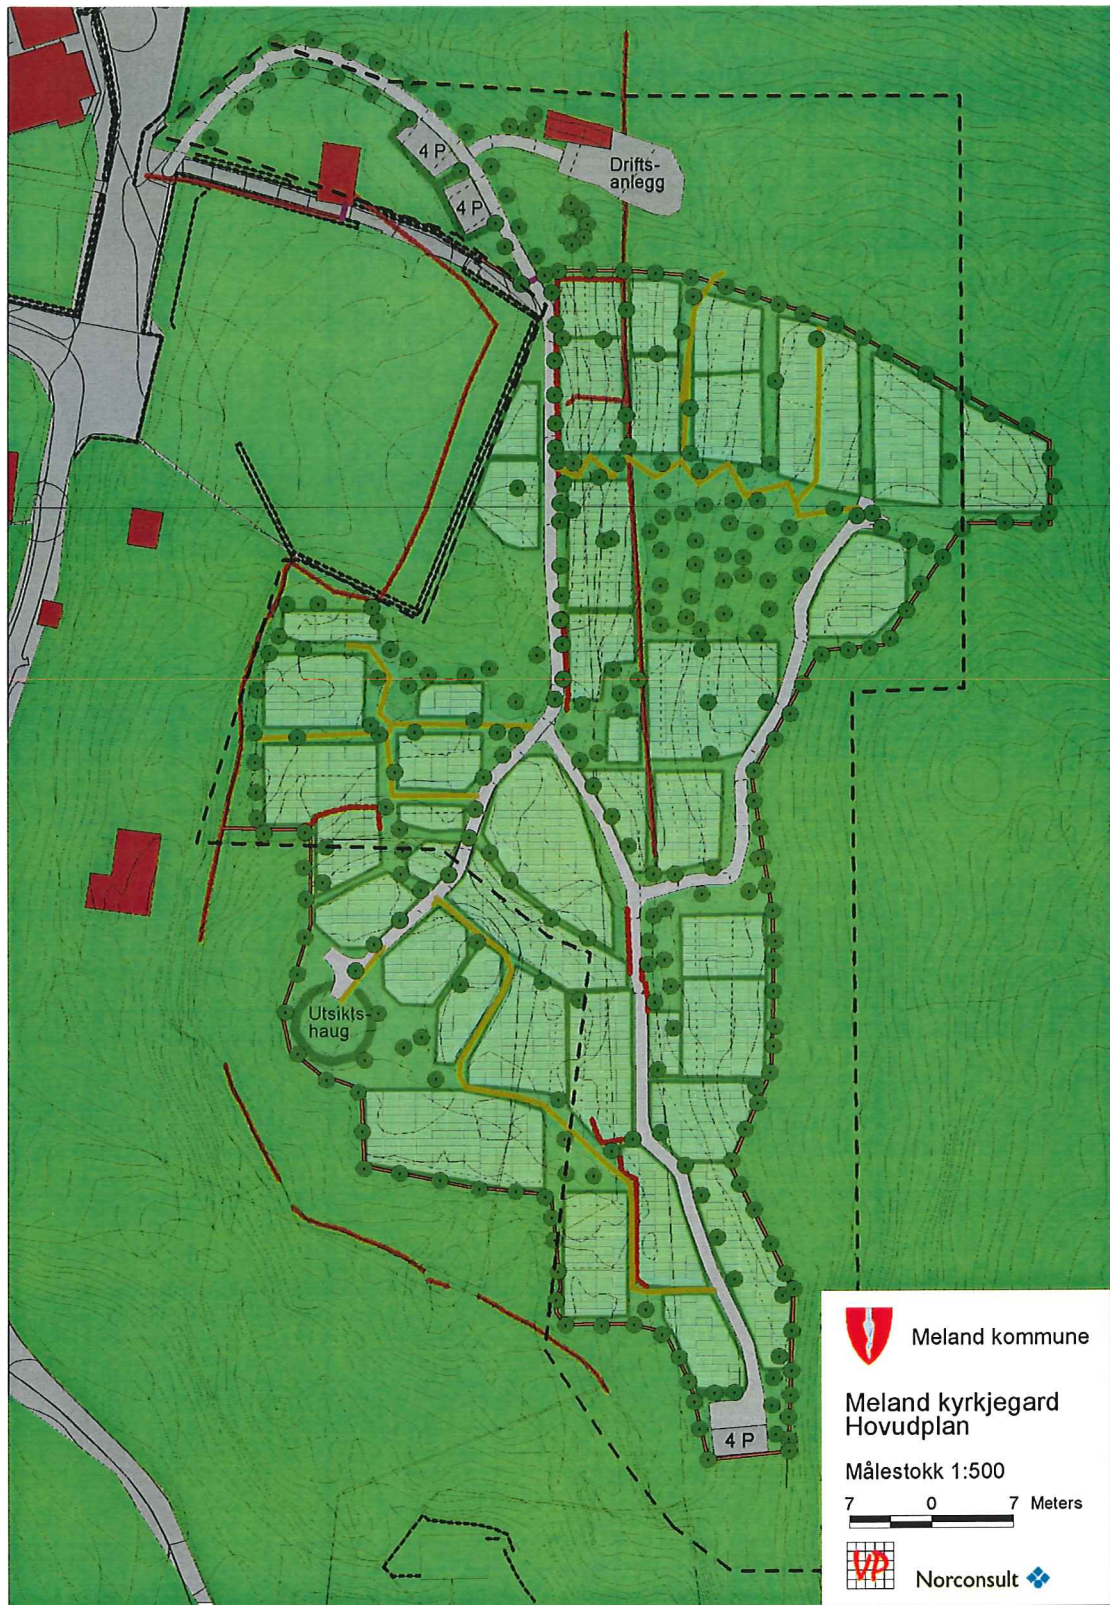 4 P
4 P
Drifts-
anlegg
Utsikts-
haug
4 P
Meland kommune
Meland kyrkjegard
Hovudplan
Målestokk 1:500
7 0 7 Meters
VP
Norconsult